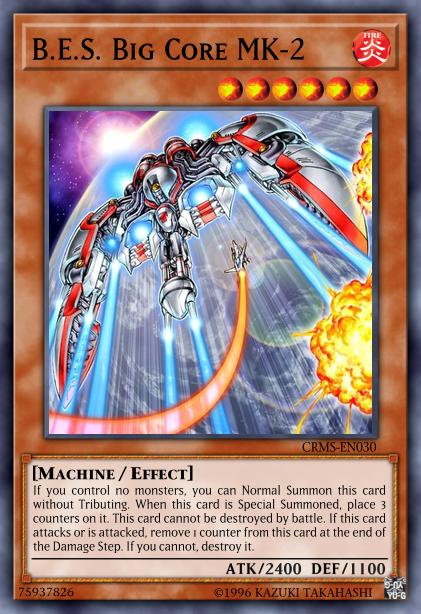 B.E.S. Big Core MK-2
FIRE
炎
CRMS-EN030
[Machine / Effect]
If you control no monsters, you can Normal Summon this card
without Tributing. When this card is Special Summoned, place 3
counters on it. This card cannot be destroyed by battle. If this card
attacks or is attacked, remove 1 counter from this card at the end of
the Damage Step. If you cannot, destroy it.
ATK/2400 DEF/1100
75937826
©1996 KAZUKI TAKAHASHI